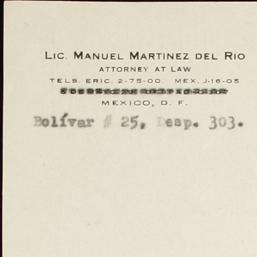 LIC. MANUEL MARTINEZ DEL RIO
ATTORNEY AT LAW
TELS. ERIC. 2-75-00. MEX. J-16-05
MEXICO, D. F.
Bolívar # 25, Desp. 303.